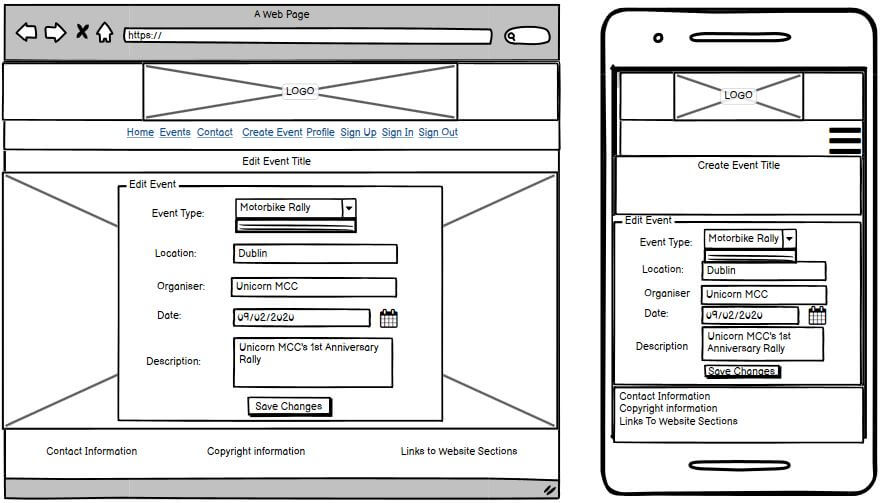 A Web Page
https://
LOGO
Home Events Contact Create Event Profile Sign Up Sign In Sign Out
Edit Event Title
Edit Event
Event Type: Motorbike Rally
Location: Dublin
Organiser: Unicorn MCC
Date: 09/02/2020
Description: Unicorn MCC's 1st Anniversary
Rally
Save Changes
Contact Information Copyright information Links to Website Sections
LOGO
Create Event Title
Edit Event
Event Type: Motorbike Rally
Location: Dublin
Organiser Unicorn MCC
Date: 09/02/2020
Description Unicorn MCC's 1st
Anniversary Rally
Save Changes
Contact Information
Copyright information
Links To Website Sections